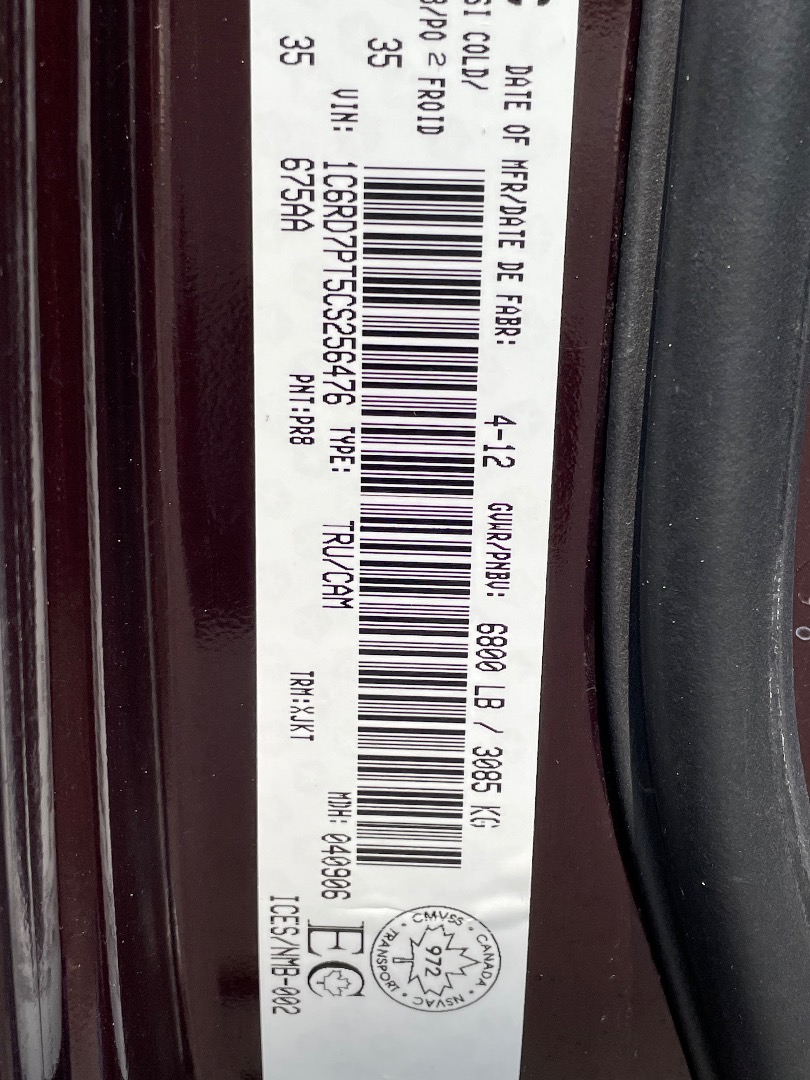 DATE OF MFR/DATE DE FABR: 4-12 GVWR/PNBV: 6800 LB / 3085 KG
SI COLD/
/PO 2 FROID
35
VIN: 1C6RD7PT5CS256476 TYPE: TRU/CAM MDH: 040906
35 675AA PNT:PR8 TRM:XJKT ICES/NMB-002
CMVSS • CANADA • NSVAC • TRANSPORT
972
EC